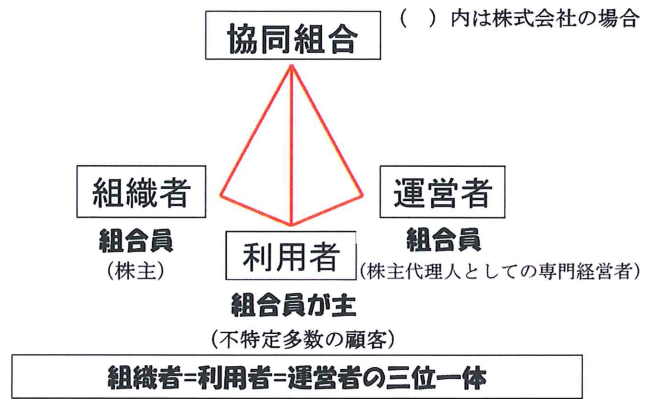 協同組合
（　）内は株式会社の場合
組織者
組合員
（株主）
利用者
組合員が主
（不特定多数の顧客）
運営者
組合員
（株主代理人としての専門経営者）
組織者=利用者=運営者の三位一体